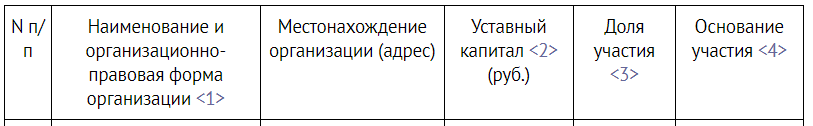 N п/
п
Наименование и
организационно-
правовая форма
организации <1>
Местонахождение
организации (адрес)
Уставный
капитал <2>
(руб.)
Доля
участия
<3>
Основание
участия <4>